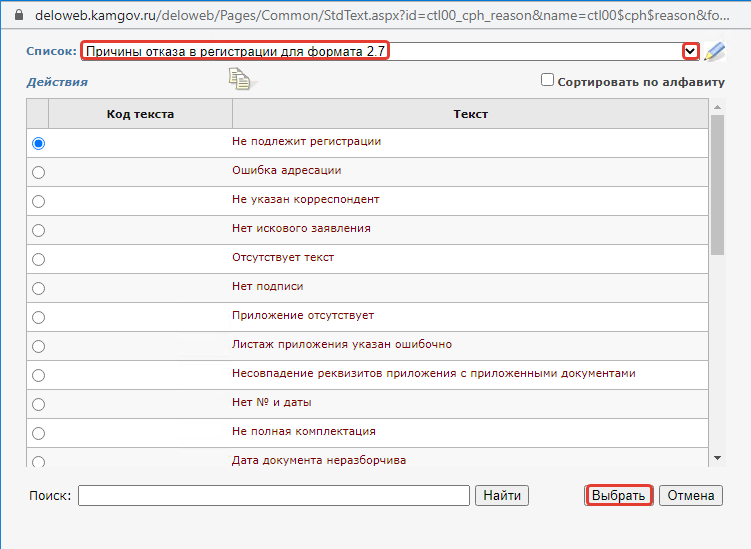 deloweb.kamgov.ru/deloweb/Pages/Common/StdText.aspx?id=ctl00_cph_reason&name=ctl00$cph$reason&fo...
Список: Причины отказа в регистрации для формата 2.7
Действия Сортировать по алфавиту
Код текста Текст
Не подлежит регистрации
Ошибка адресации
Не указан корреспондент
Нет искового заявления
Отсутствует текст
Нет подписи
Приложение отсутствует
Листаж приложения указан ошибочно
Несовпадение реквизитов приложения с приложенными документами
Нет № и даты
Не полная комплектация
Дата документа неразборчива
Поиск: Найти Выбрать Отмена